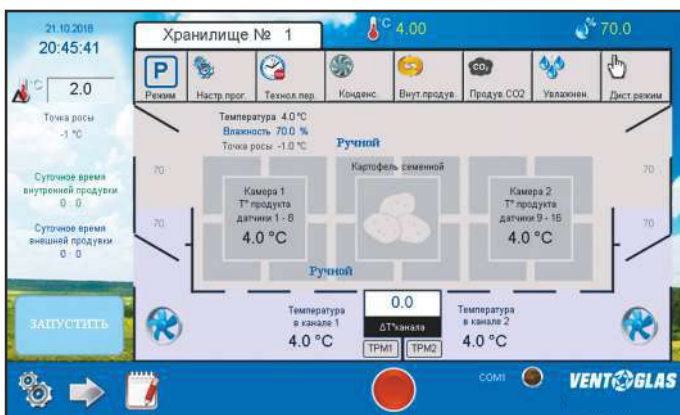 21.10.2018
20:45:41
Хранилище № 1
°C 4.00
% 70.0
°C 2.0
P
CO₂
Режим
Настр.прог.
Технол.пер.
Конденс.
Внут.продув.
Продув.CO2
Увлажнен.
Дист.режим
Точка росы
-1 °C
Температура 4.0°C
Влажность 70.0 %
Точка росы -1.0°C
Ручной
Суточное время
внутренней продувки
0 : 0
Суточное время
внешней продувки
0 : 0
70
70
Картофель семенной
70
70
Камера 1
T° продукта
датчики 1 - 8
4.0 °C
Камера 2
T° продукта
датчики 9 - 16
4.0 °C
Ручной
ЗАПУСТИТЬ
Температура
в канале 1
4.0 °C
0.0
ΔT°канала
ТРМ1
ТРМ2
Температура
в канале 2
4.0 °C
COM1
VENTOGLAS